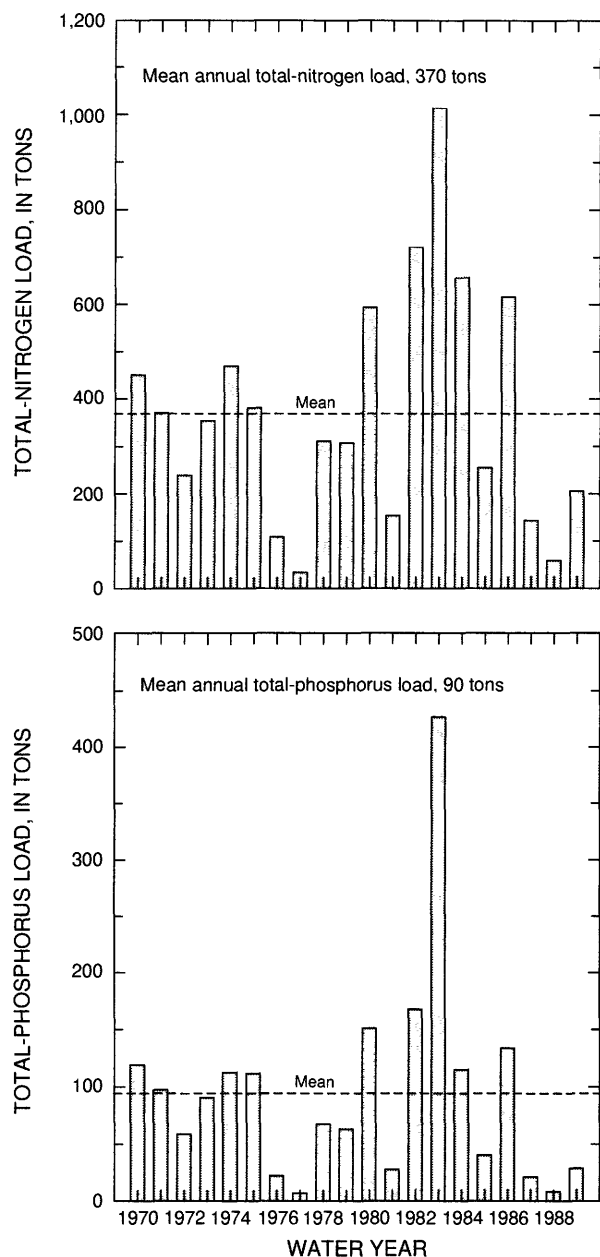 TOTAL-NITROGEN LOAD, IN TONS
1,200
1,000
800
600
400
200
0
Mean annual total-nitrogen load, 370 tons
Mean
TOTAL-PHOSPHORUS LOAD, IN TONS
500
400
300
200
100
0
Mean annual total-phosphorus load, 90 tons
Mean
1970 1972 1974 1976 1978 1980 1982 1984 1986 1988
WATER YEAR